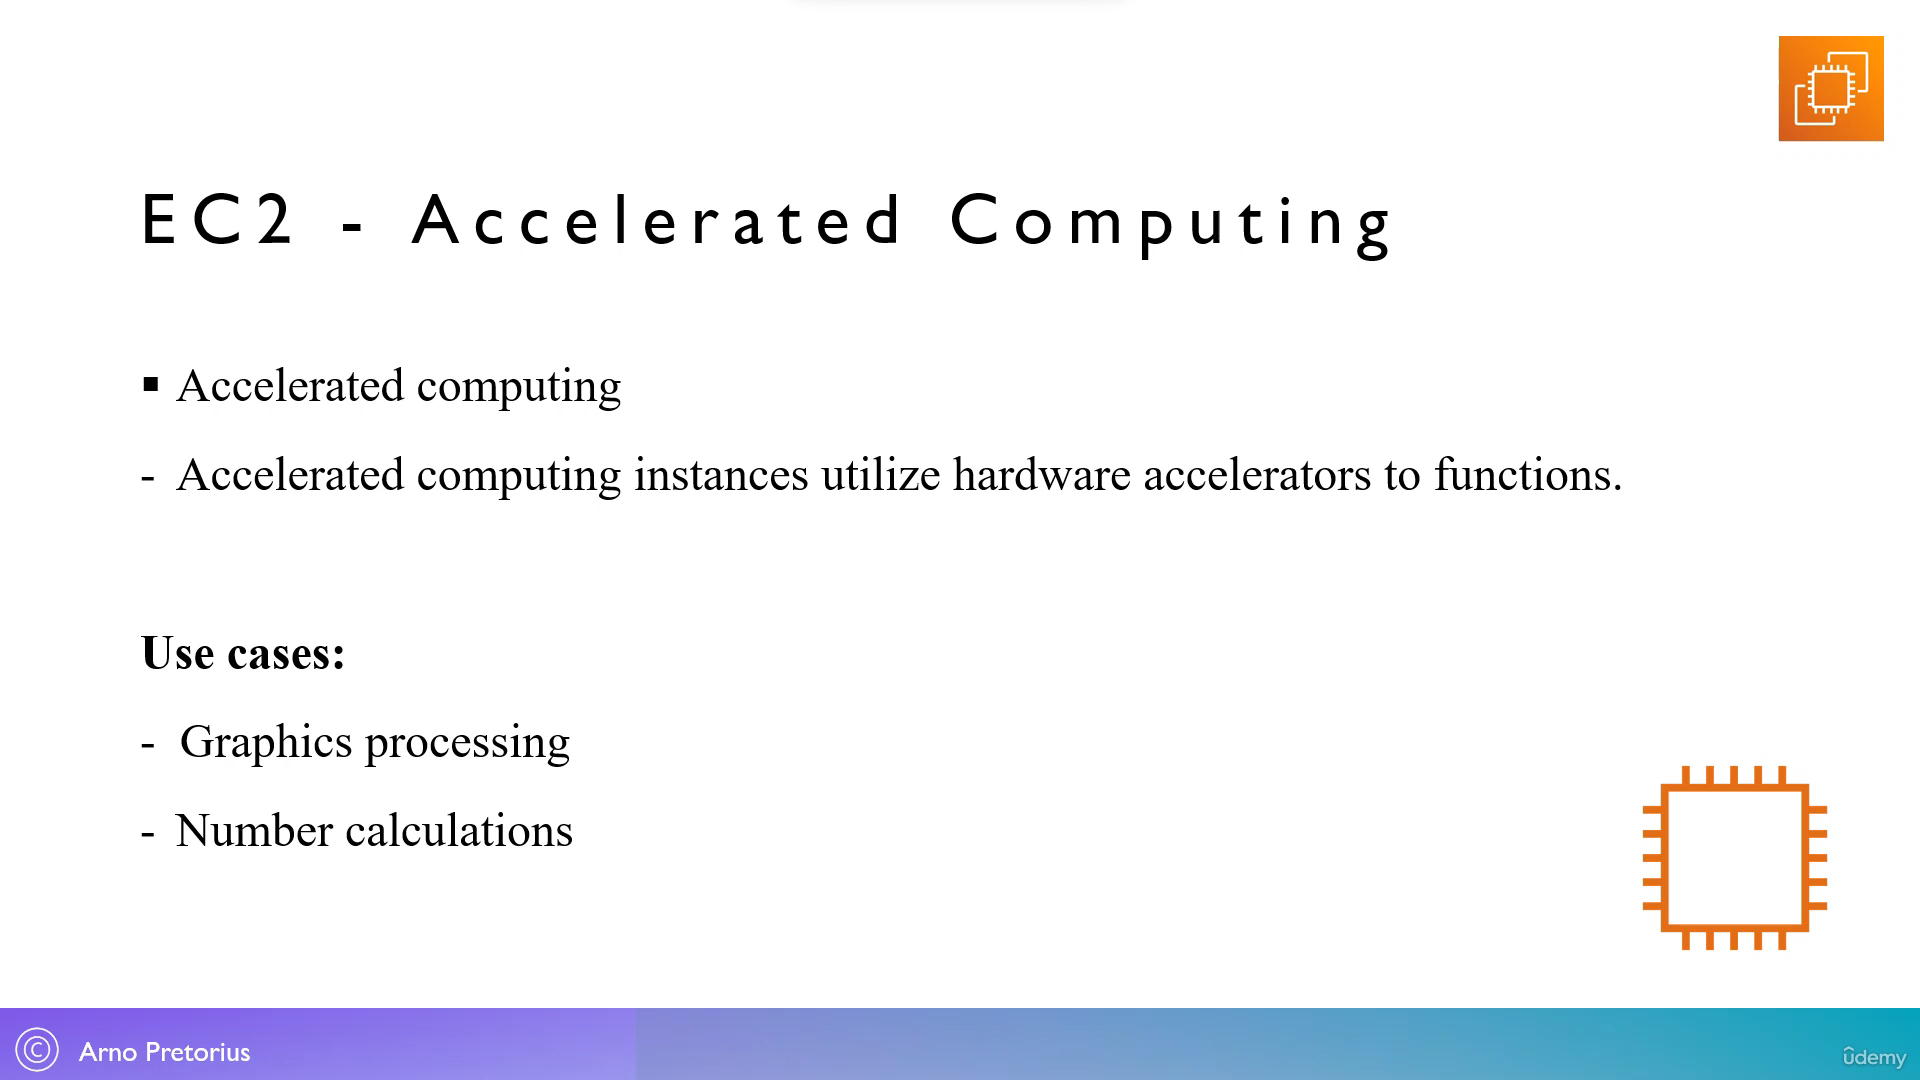 EC2 - Accelerated Computing
▪ Accelerated computing
- Accelerated computing instances utilize hardware accelerators to functions.
Use cases:
- Graphics processing
- Number calculations
© Arno Pretorius
ûdemy